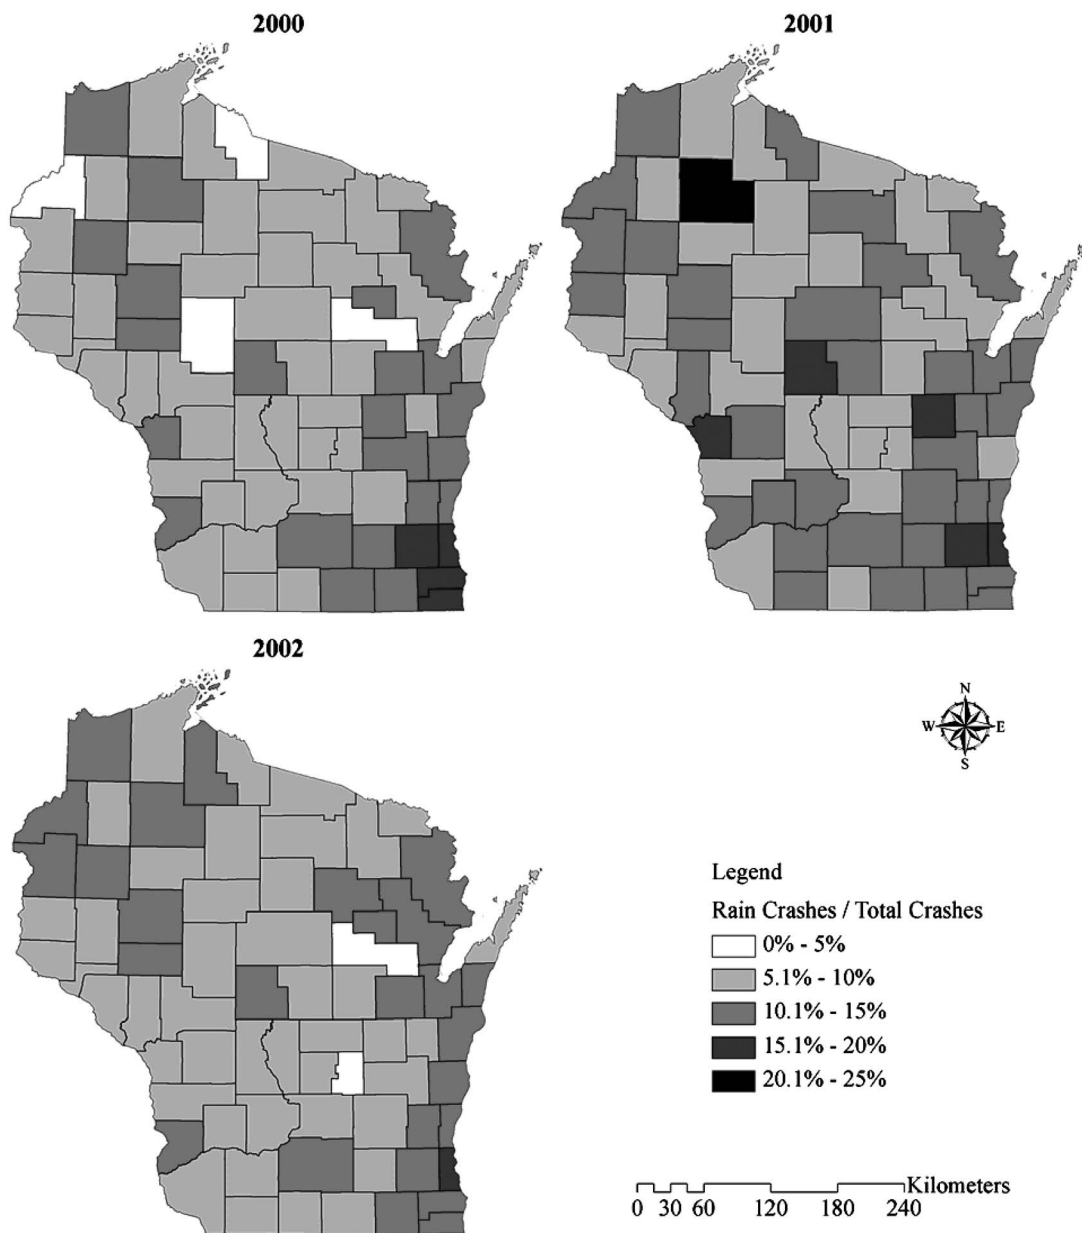 2000
2001
2002
N
W E
S
Legend
Rain Crashes / Total Crashes
0% - 5%
5.1% - 10%
10.1% - 15%
15.1% - 20%
20.1% - 25%
Kilometers
0 30 60 120 180 240